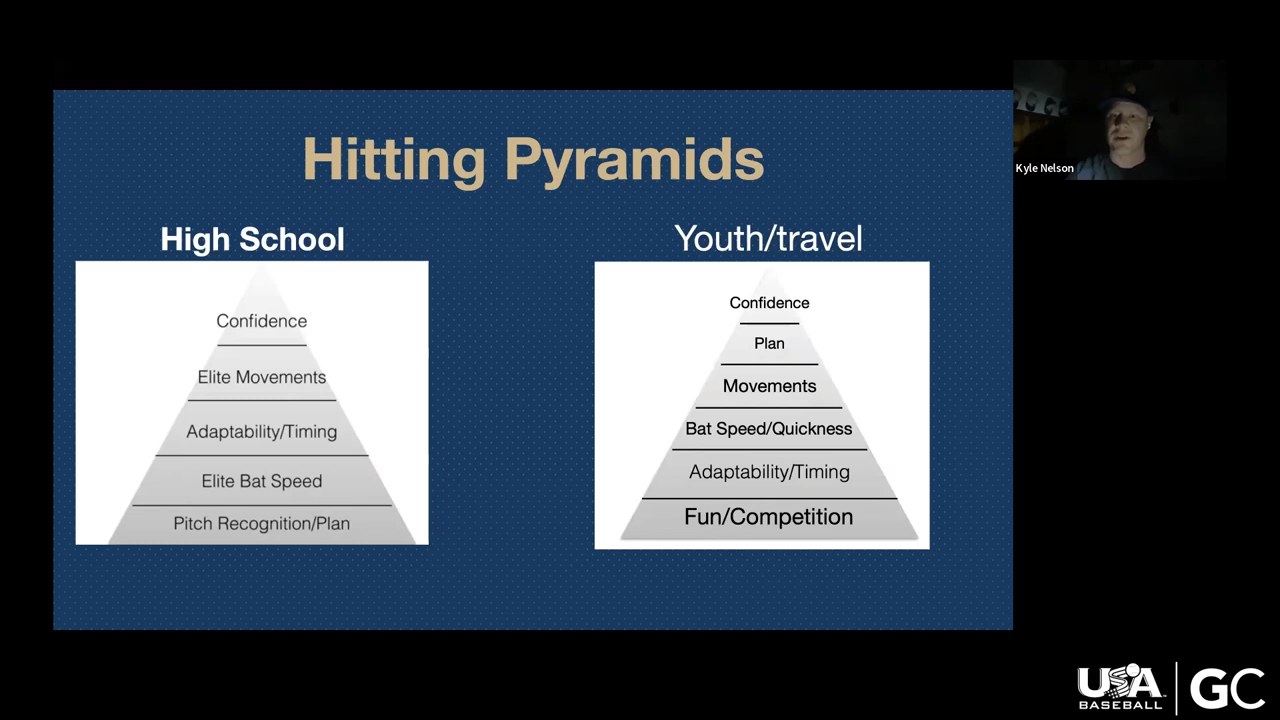 Hitting Pyramids
High School
Confidence
Elite Movements
Adaptability/Timing
Elite Bat Speed
Pitch Recognition/Plan
Youth/travel
Confidence
Plan
Movements
Bat Speed/Quickness
Adaptability/Timing
Fun/Competition
Kyle Nelson
USA
BASEBALL
GC